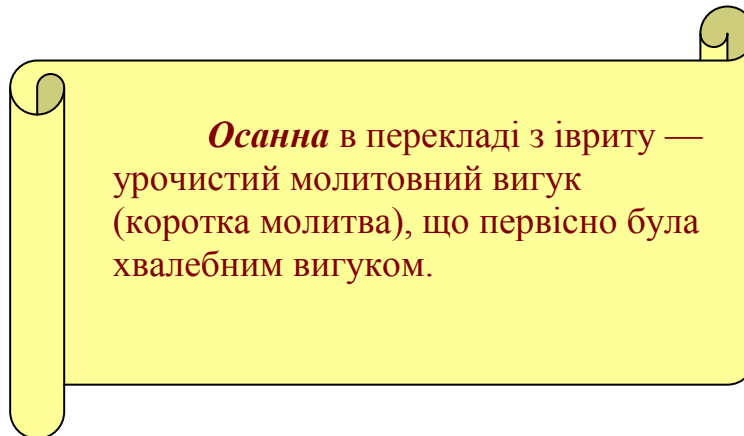 Осанна в перекладі з івриту —
урочистий молитовний вигук
(коротка молитва), що первісно була
хвалебним вигуком.